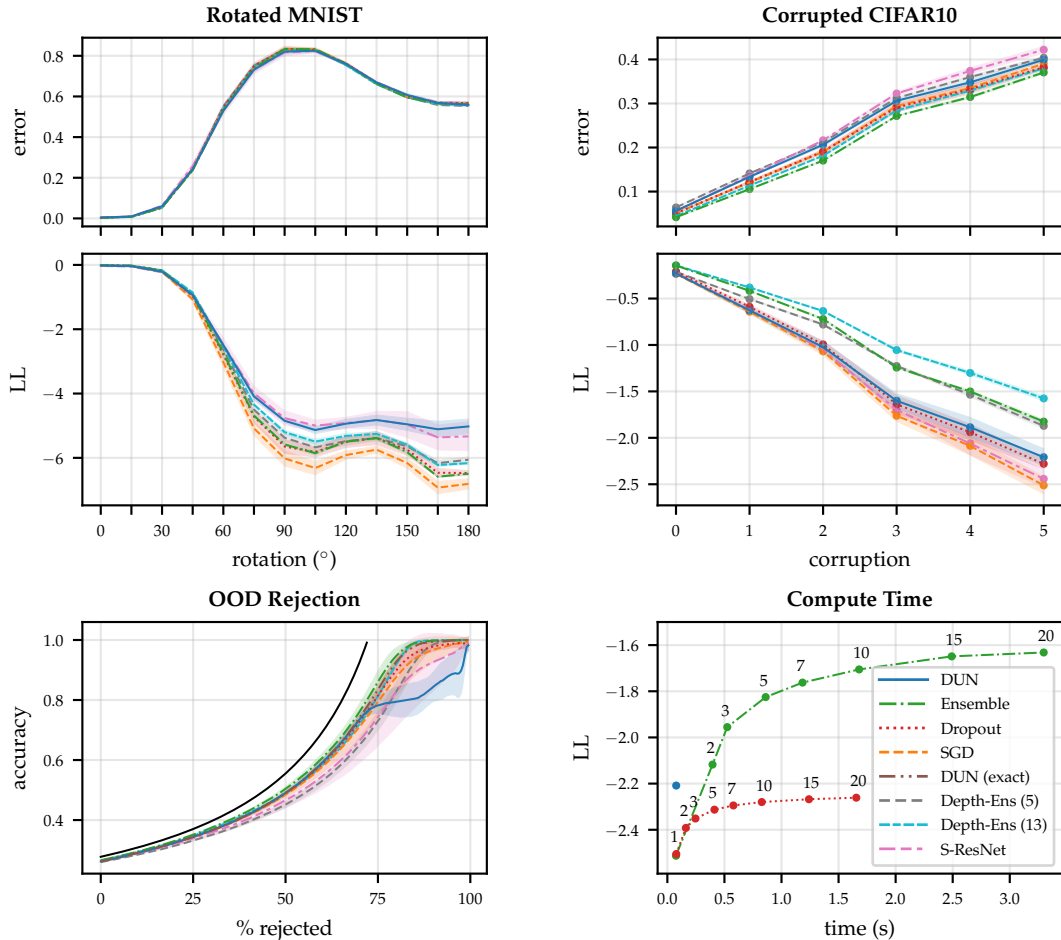 Rotated MNIST
error
0.8
0.6
0.4
0.2
0.0
LL
0
−2
−4
−6
0 30 60 90 120 150 180
rotation (°)
Corrupted CIFAR10
error
0.4
0.3
0.2
0.1
LL
−0.5
−1.0
−1.5
−2.0
−2.5
0 1 2 3 4 5
corruption
OOD Rejection
accuracy
1.0
0.8
0.6
0.4
0 25 50 75 100
% rejected
Compute Time
LL
−1.6
−1.8
−2.0
−2.2
−2.4
1 2 3 5 7 10 15 20
2 3 5 7 10 15 20
DUN
Ensemble
Dropout
SGD
DUN (exact)
Depth-Ens (5)
Depth-Ens (13)
S-ResNet
0.0 0.5 1.0 1.5 2.0 2.5 3.0
time (s)